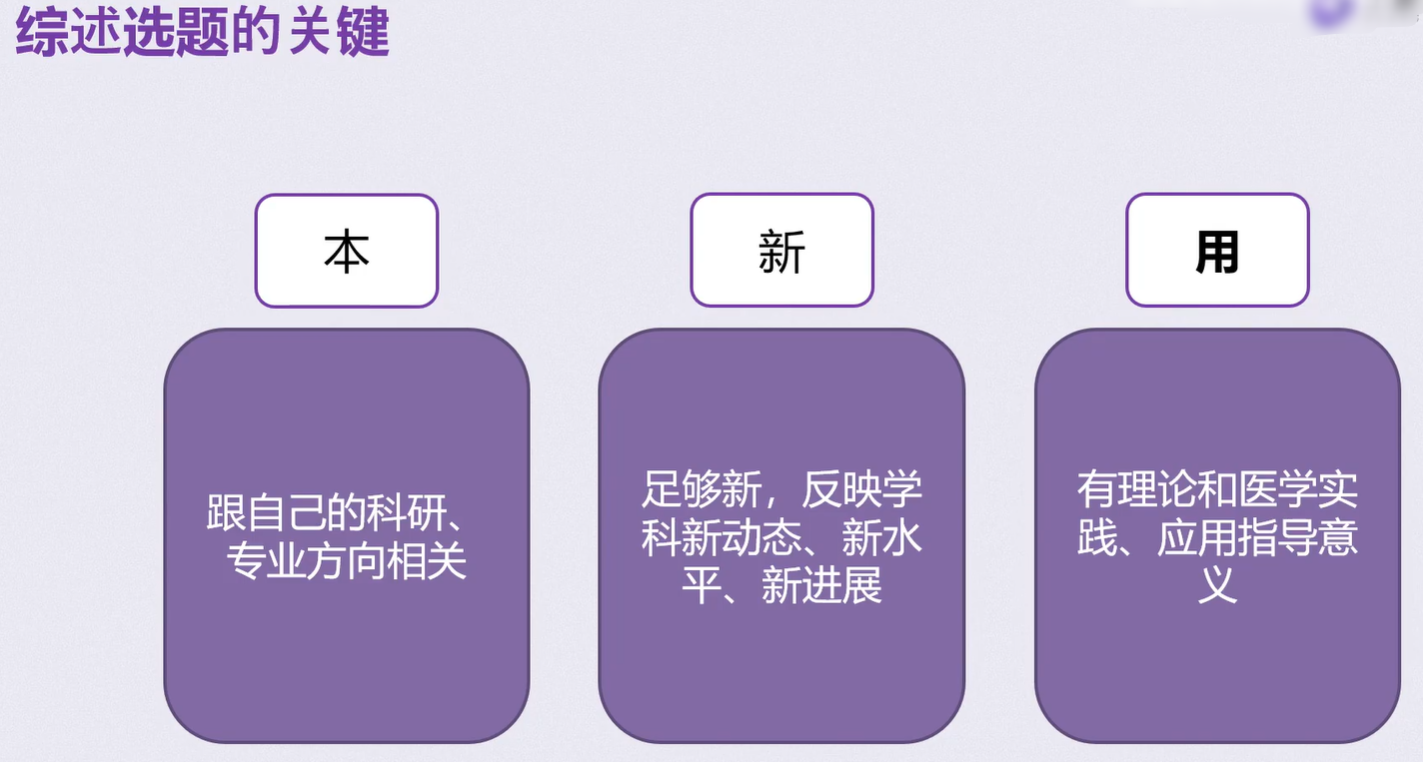 综述选题的关键
本
新
用
跟自己的科研、
专业方向相关
足够新，反映学
科新动态、新水
平、新进展
有理论和医学实
践、应用指导意
义